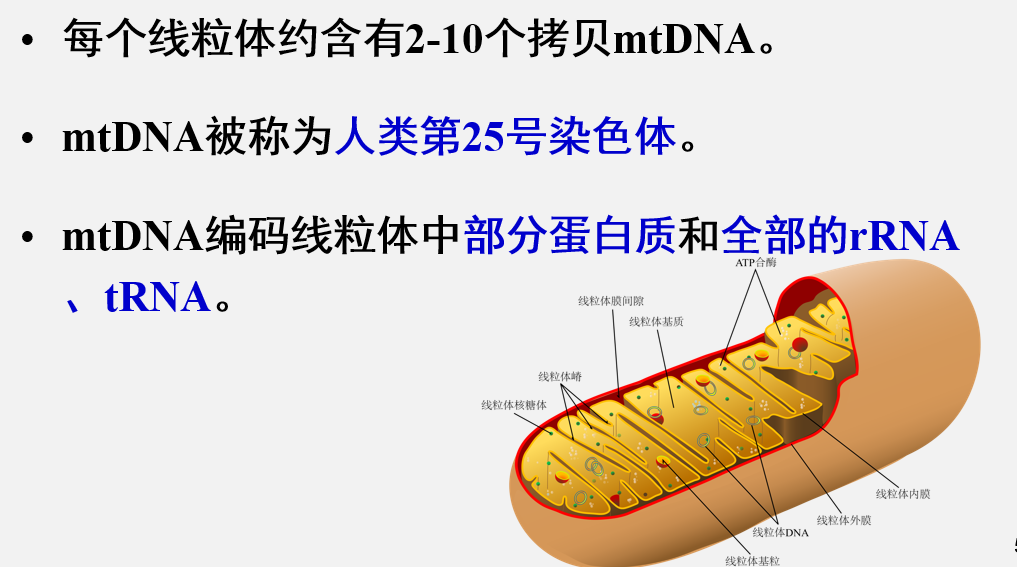 • 每个线粒体约含有2-10个拷贝mtDNA。
• mtDNA被称为人类第25号染色体。
• mtDNA编码线粒体中部分蛋白质和全部的rRNA
、tRNA。
ATP合酶
线粒体膜间隙
线粒体基质
线粒体嵴
线粒体核糖体
线粒体内膜
线粒体外膜
线粒体DNA
线粒体基粒